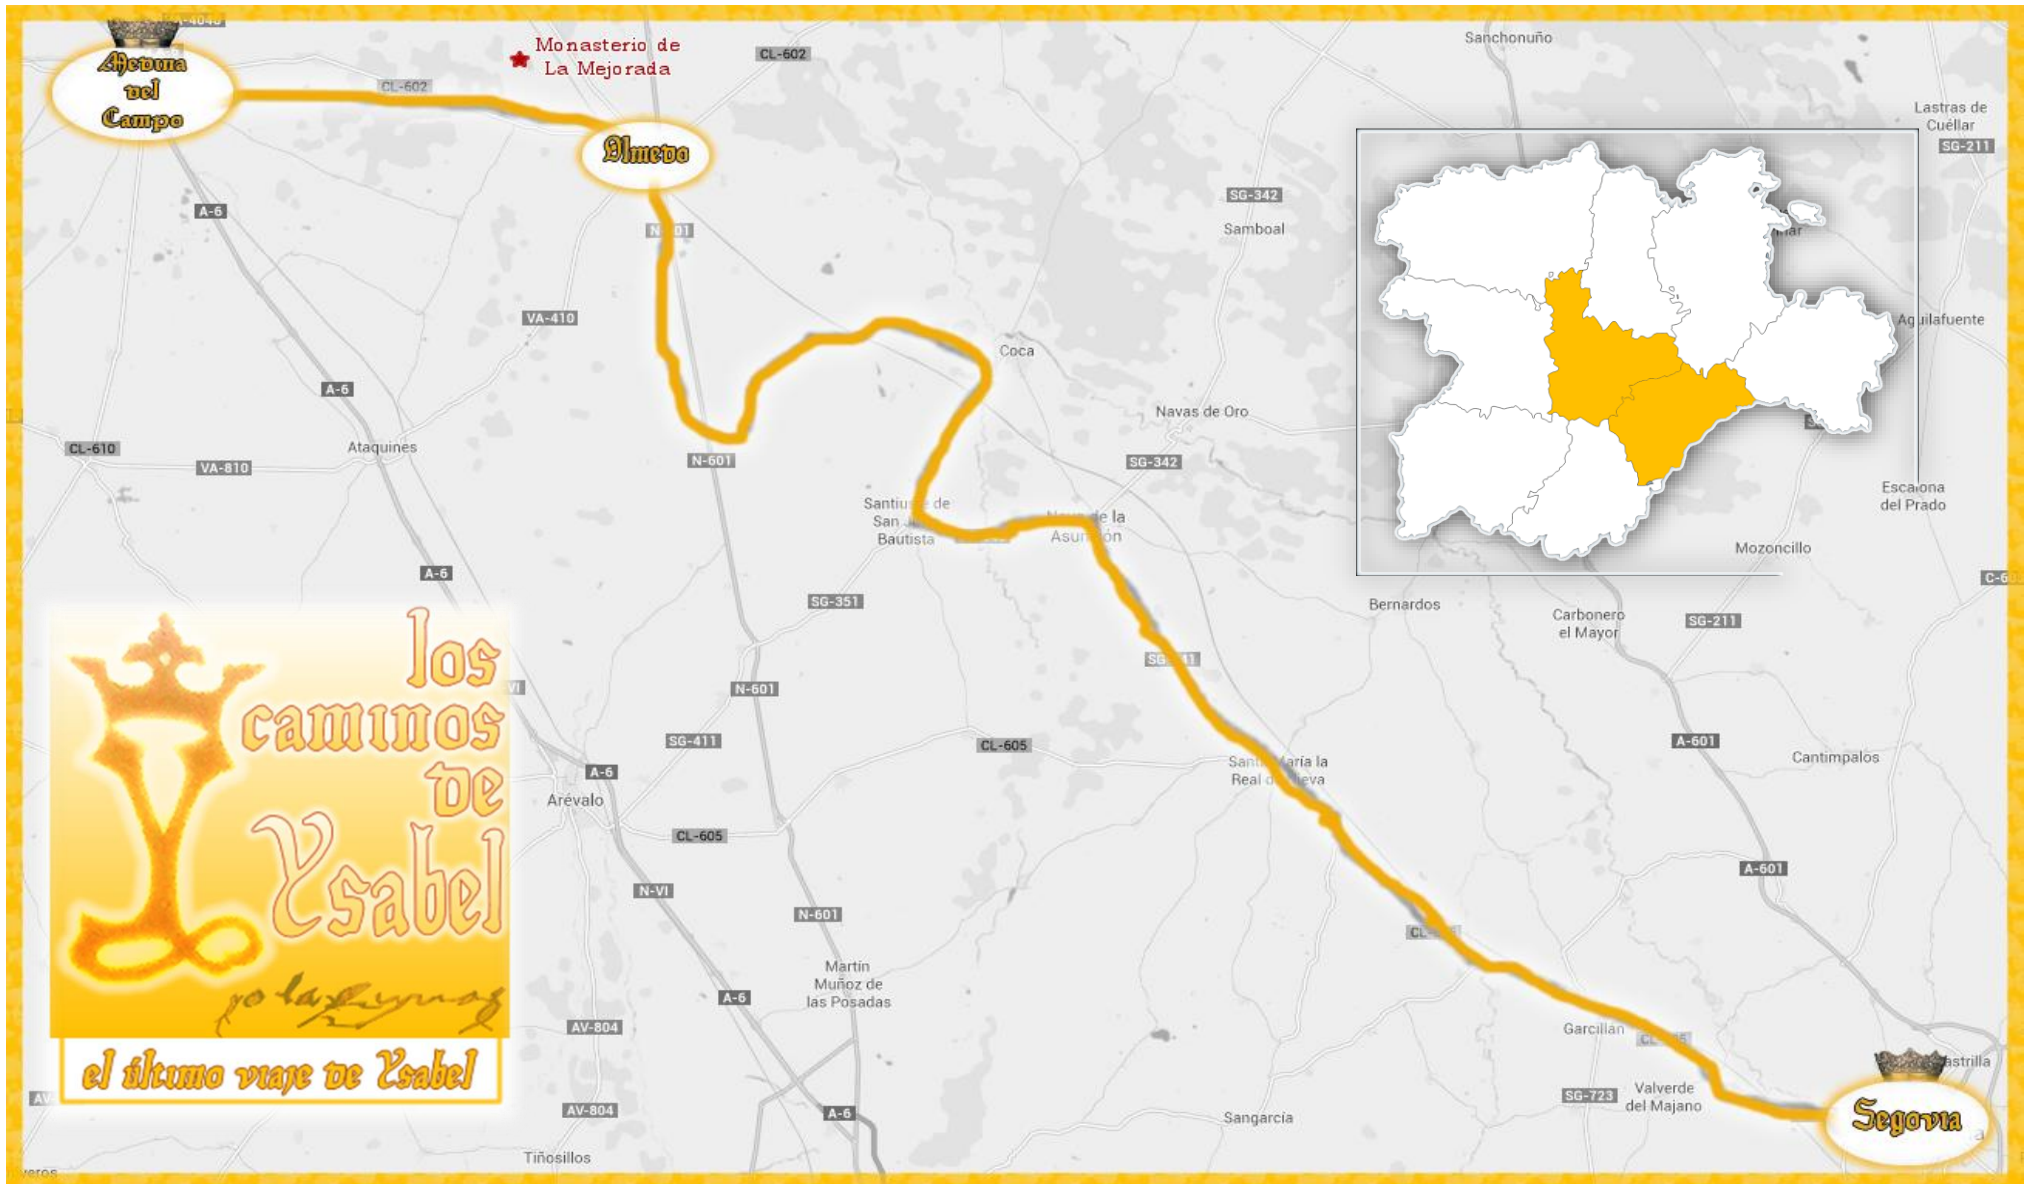 Medina
del
Campo
CL-602
Monasterio de
La Mejorada
CL-602
Sanchonuño
Lastras de
Cuéllar
SG-211
Olmedo
A-6
SG-342
Samboal
VA-410
Coca
Aguilafuente
A-6
Navas de Oro
CL-610
Ataquines
VA-810
N-601
SG-342
Escalona
del Prado
Bautista
Mozoncillo
A-6
SG-351
Bernardos
Carbonero
el Mayor
SG-211
los
caminos
de
Ysabel
N-601
SG-411
CL-605
A-601
Cantimpalos
A-6
Arévalo
CL-605
A-601
N-VI
N-601
Martín
Muñoz de
las Posadas
A-6
AV-804
Garcillán
el último viaje de Ysabel
SG-723
Valverde
del Majano
AV-804
A-6
Sangarcía
Segovia
Tiñosillos